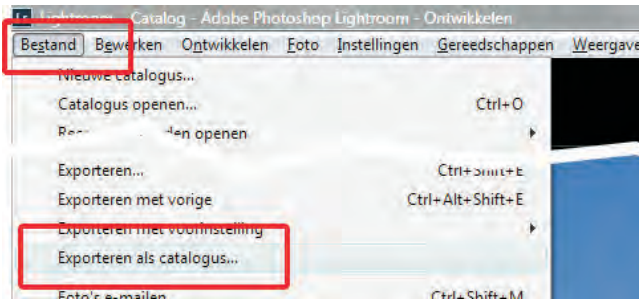 Lightroom Catalog - Adobe Photoshop Lightroom - Ontwikkelen
Bestand Bewerken Ontwikkelen Foto Instellingen Gereedschappen Weergave
Nieuwe catalogus...
Catalogus openen... Ctrl+O
openen
Exporteren... Ctrl+Shift+E
Exporteren met vorige Ctrl+Alt+Shift+E
Exporteren met voorinstelling
Exporteren als catalogus...
Foto's e-mailen Ctrl+Shift+M